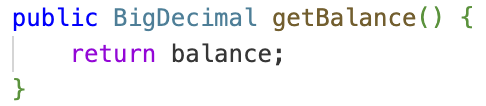 public BigDecimal getBalance() {
    return balance;
}